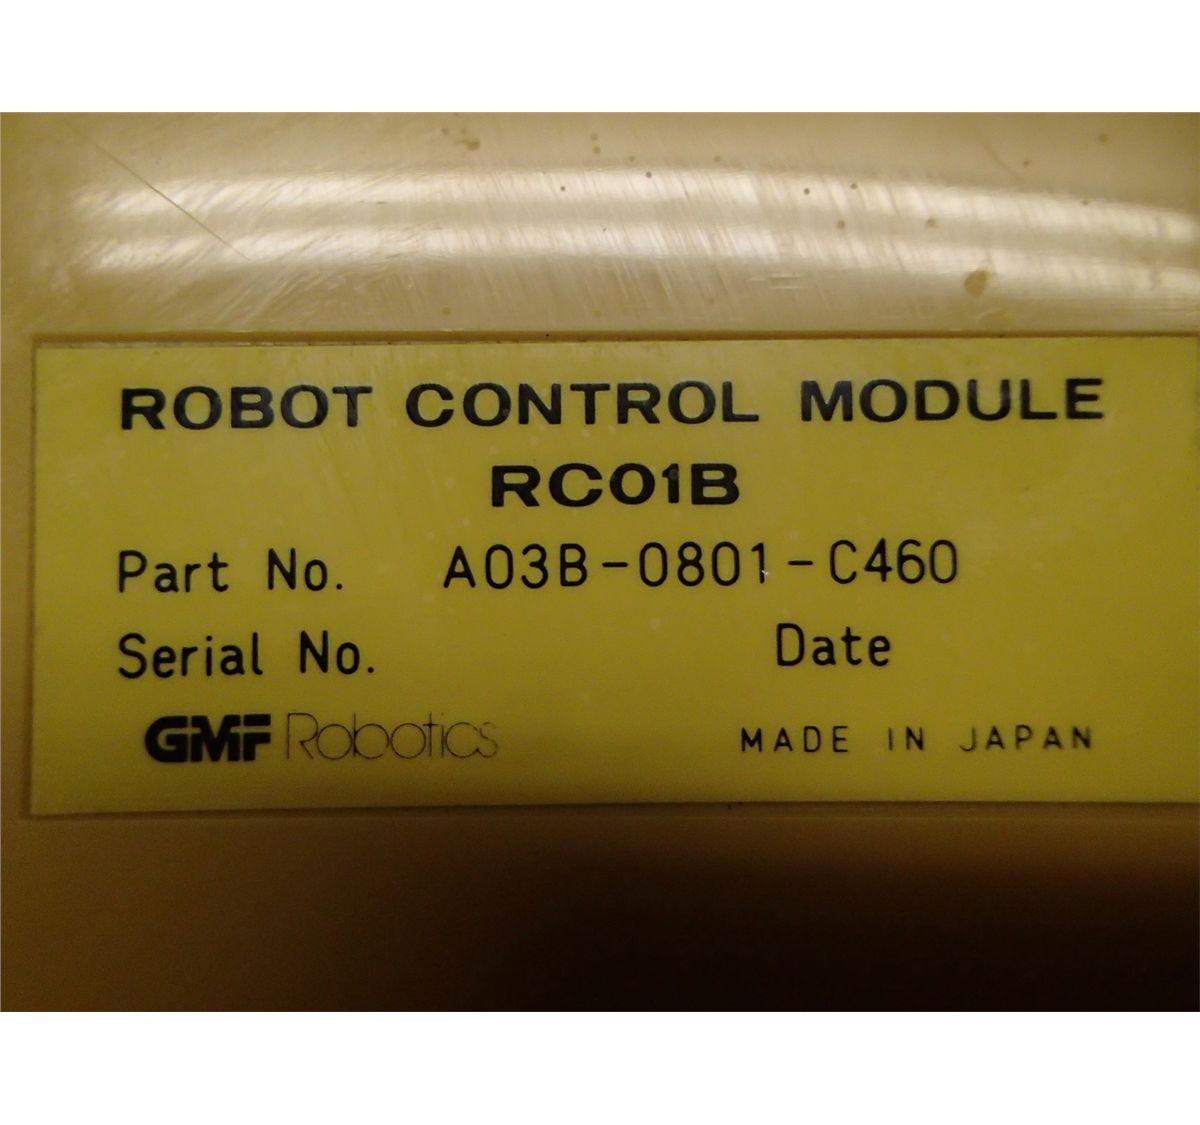 ROBOT CONTROL MODULE
RC01B
Part No. A03B-0801-C460
Serial No. Date
GMF Robotics MADE IN JAPAN